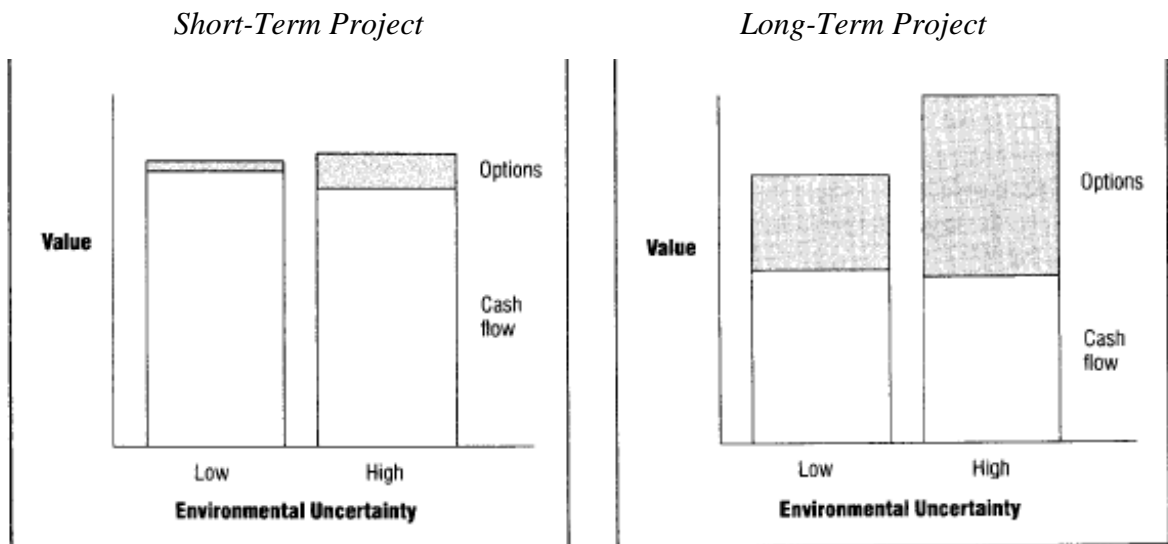 Short-Term Project
Long-Term Project
Options
Value
Cash
flow
Low
High
Environmental Uncertainty
Options
Value
Cash
flow
Low
High
Environmental Uncertainty